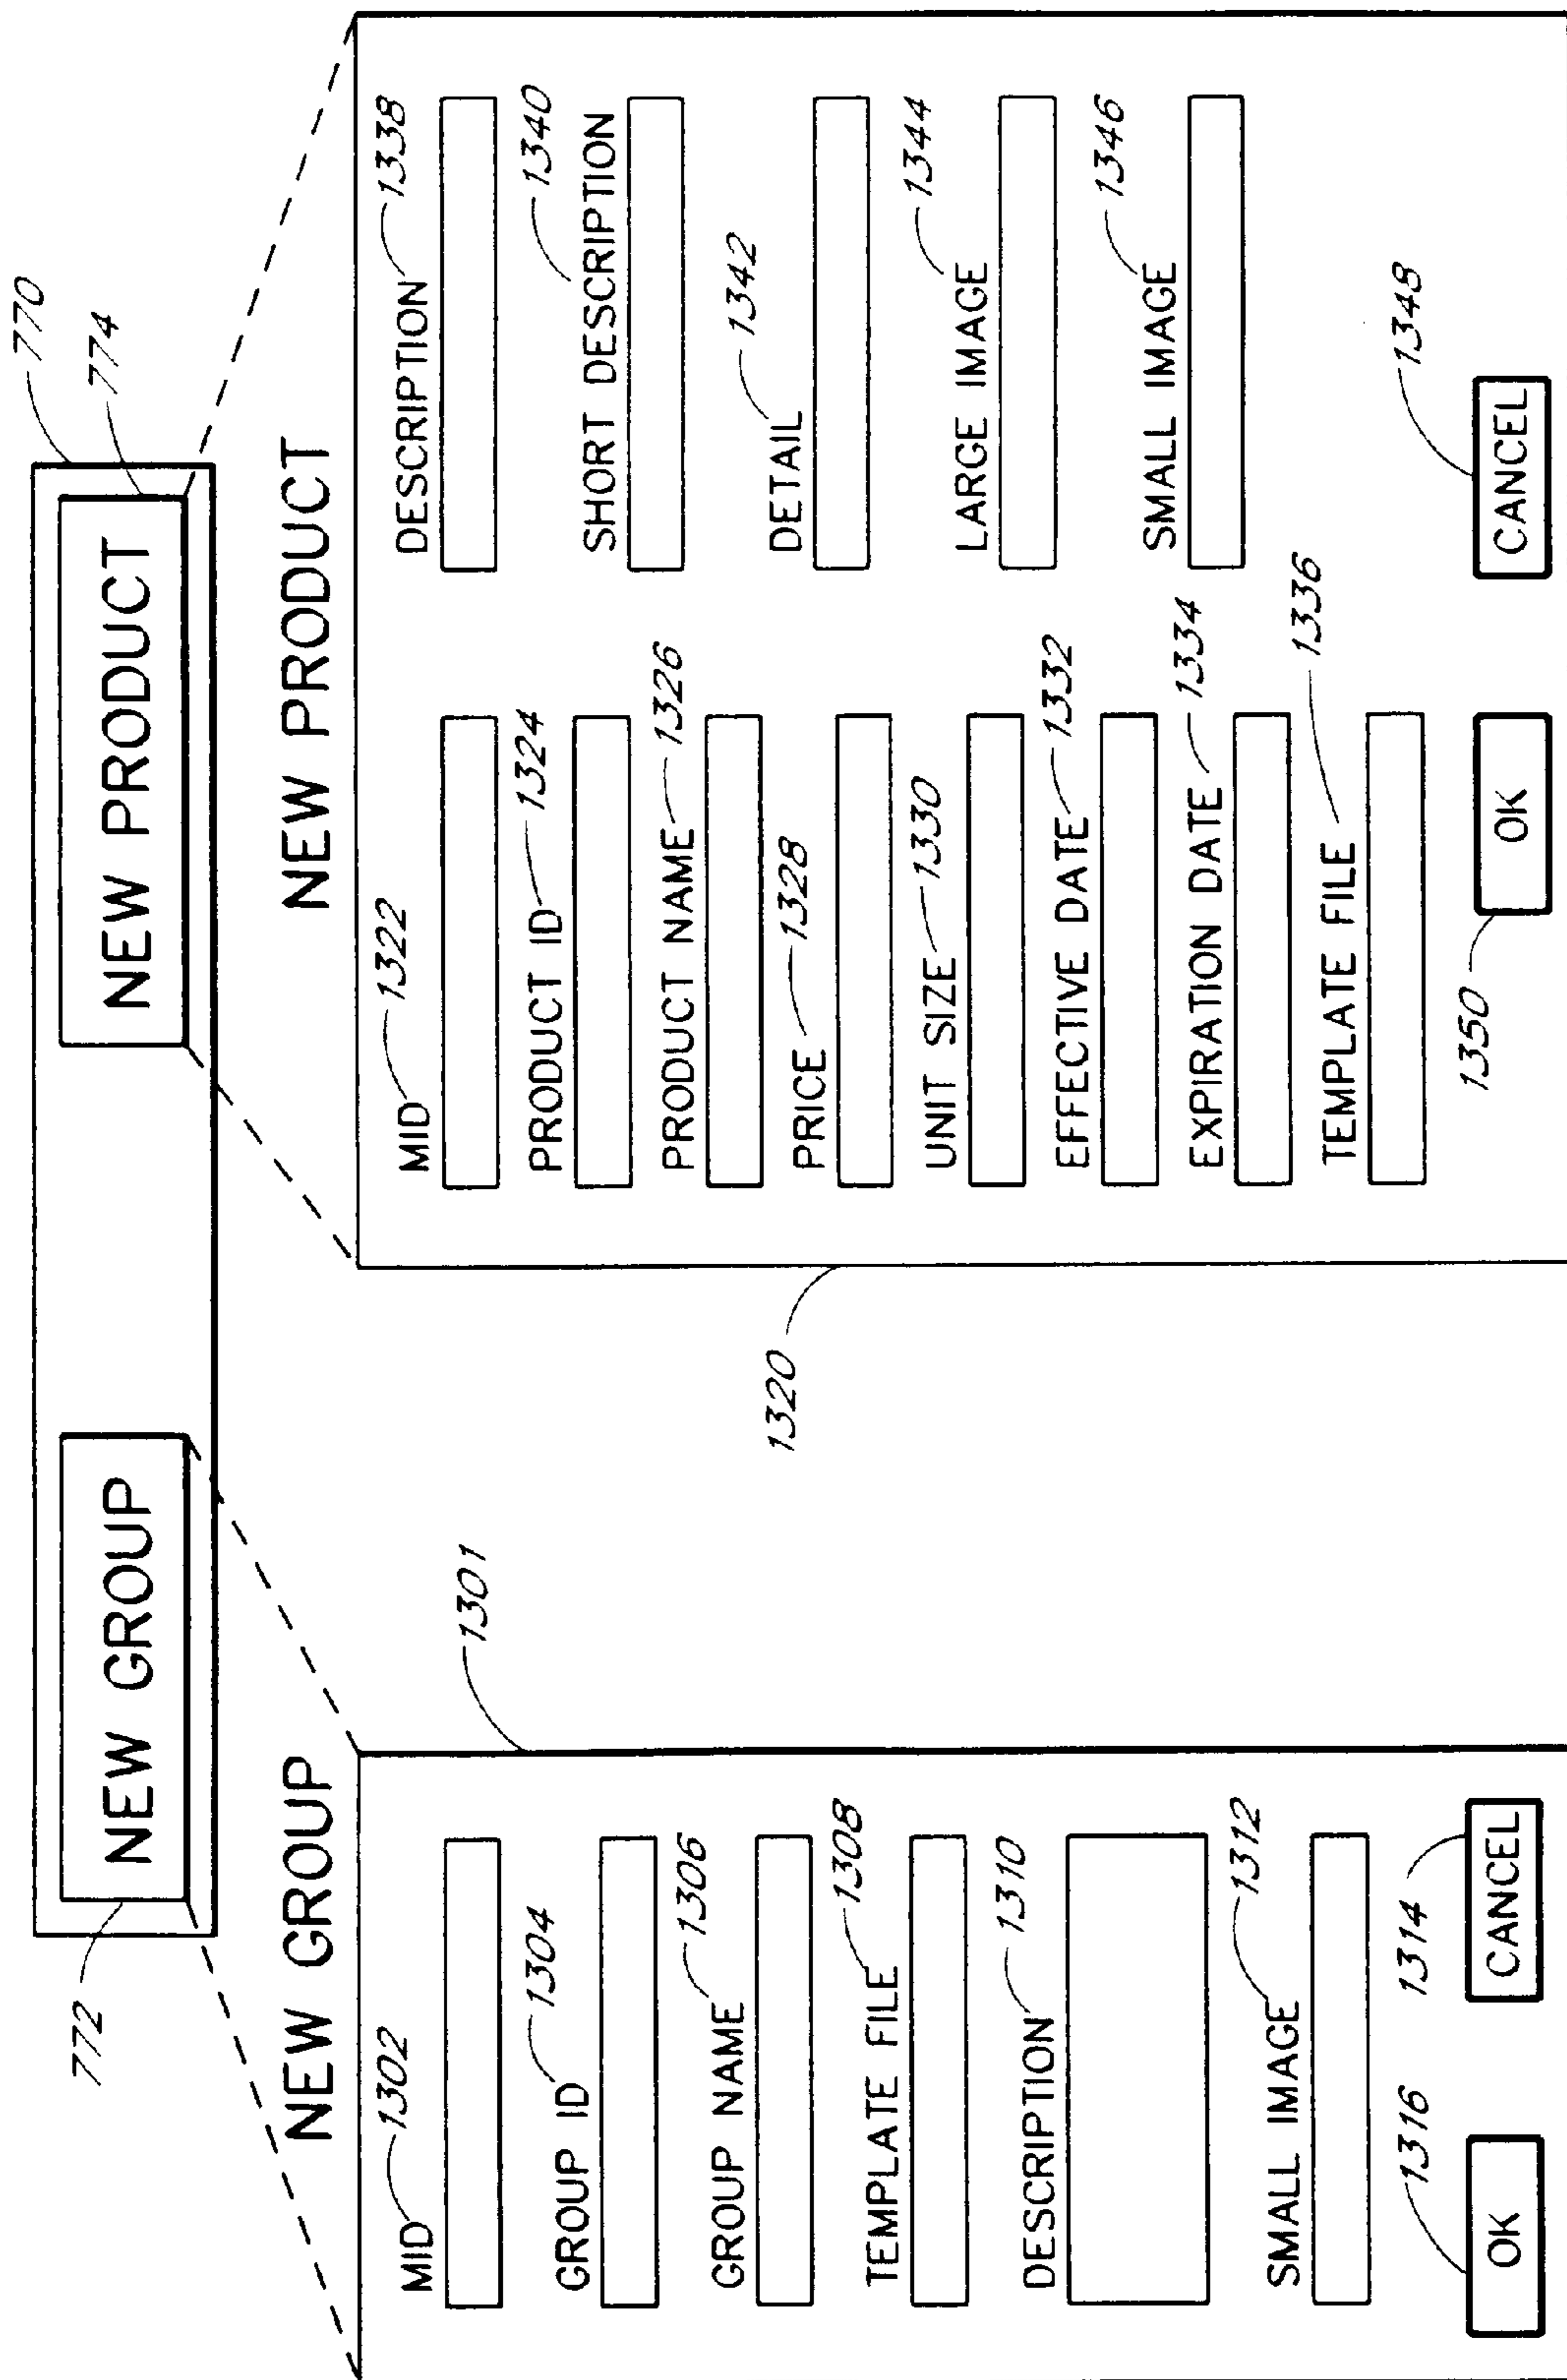 770
772
NEW GROUP
NEW PRODUCT
774
NEW GROUP
1301
MID 1302
GROUP ID 1304
GROUP NAME 1306
TEMPLATE FILE 1308
DESCRIPTION 1310
SMALL IMAGE 1312
1316
OK
1314
CANCEL
NEW PRODUCT
1320
MID 1322
PRODUCT ID 1324
PRODUCT NAME 1326
PRICE 1328
UNIT SIZE 1330
EFFECTIVE DATE 1332
EXPIRATION DATE 1334
TEMPLATE FILE 1336
DESCRIPTION 1338
SHORT DESCRIPTION 1340
DETAIL 1342
LARGE IMAGE 1344
SMALL IMAGE 1346
1350
OK
1348
CANCEL